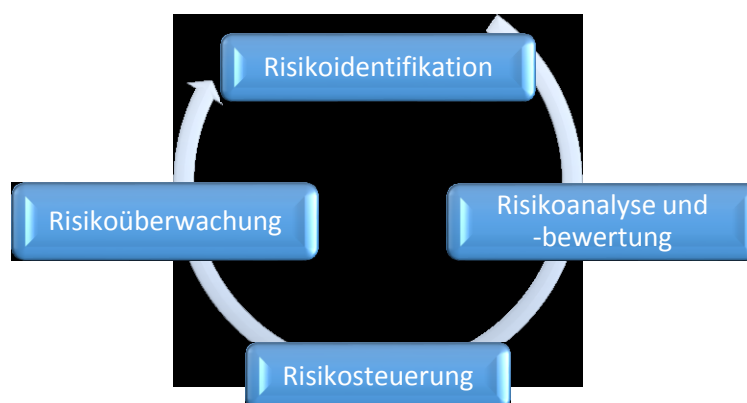 Risikoidentifikation
Risikoanalyse und
-bewertung
Risikosteuerung
Risikoüberwachung